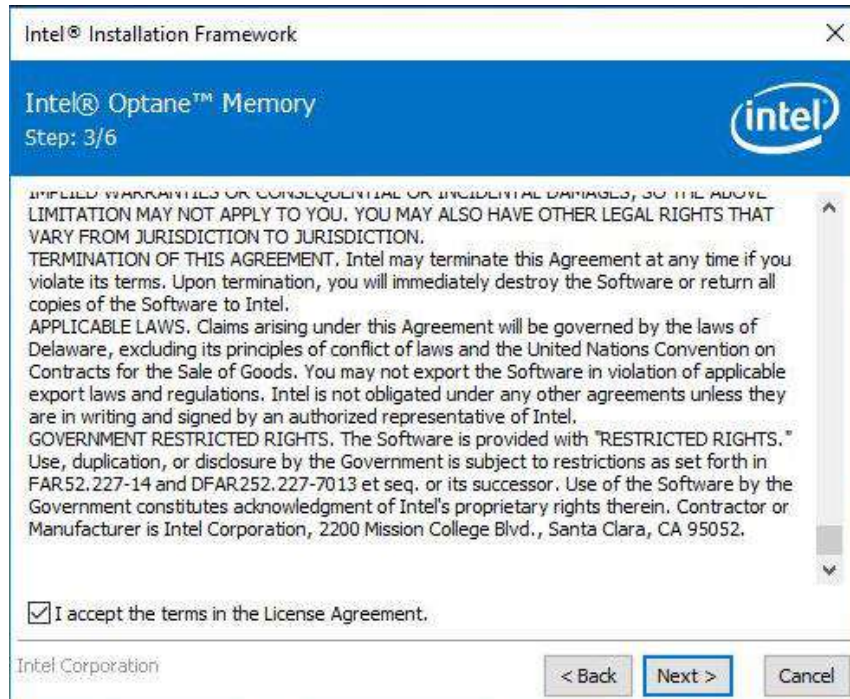 Intel® Installation Framework
Intel® Optane™ Memory
Step: 3/6
intel
IMPLIED WARRANTIES OR CONSEQUENTIAL OR INCIDENTAL DAMAGES, SO THE ABOVE
LIMITATION MAY NOT APPLY TO YOU. YOU MAY ALSO HAVE OTHER LEGAL RIGHTS THAT
VARY FROM JURISDICTION TO JURISDICTION.
TERMINATION OF THIS AGREEMENT. Intel may terminate this Agreement at any time if you
violate its terms. Upon termination, you will immediately destroy the Software or return all
copies of the Software to Intel.
APPLICABLE LAWS. Claims arising under this Agreement will be governed by the laws of
Delaware, excluding its principles of conflict of laws and the United Nations Convention on
Contracts for the Sale of Goods. You may not export the Software in violation of applicable
export laws and regulations. Intel is not obligated under any other agreements unless they
are in writing and signed by an authorized representative of Intel.
GOVERNMENT RESTRICTED RIGHTS. The Software is provided with "RESTRICTED RIGHTS."
Use, duplication, or disclosure by the Government is subject to restrictions as set forth in
FAR52.227-14 and DFAR252.227-7013 et seq. or its successor. Use of the Software by the
Government constitutes acknowledgment of Intel's proprietary rights therein. Contractor or
Manufacturer is Intel Corporation, 2200 Mission College Blvd., Santa Clara, CA 95052.
I accept the terms in the License Agreement.
Intel Corporation
< Back Next > Cancel